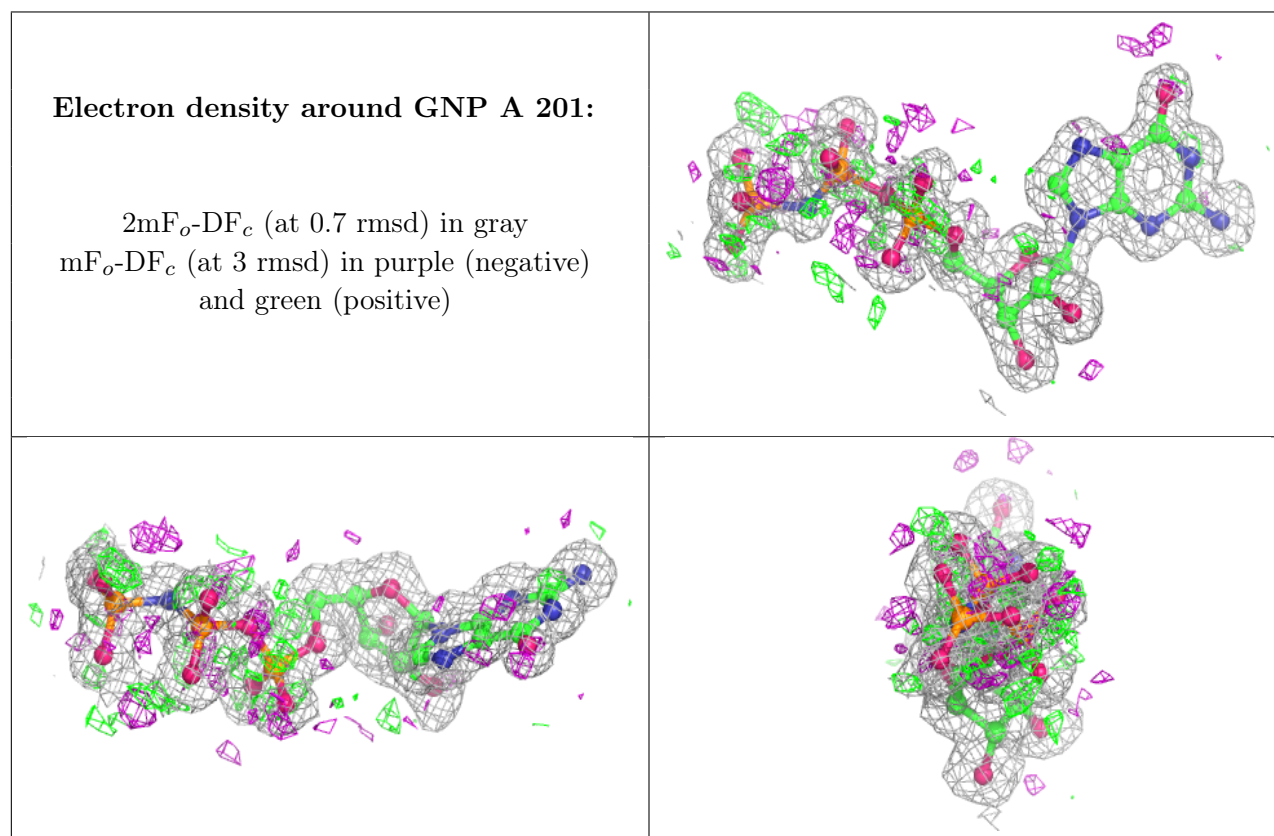 Electron density around GNP A 201:
2mFo-DFc (at 0.7 rmsd) in gray
mFo-DFc (at 3 rmsd) in purple (negative)
and green (positive)